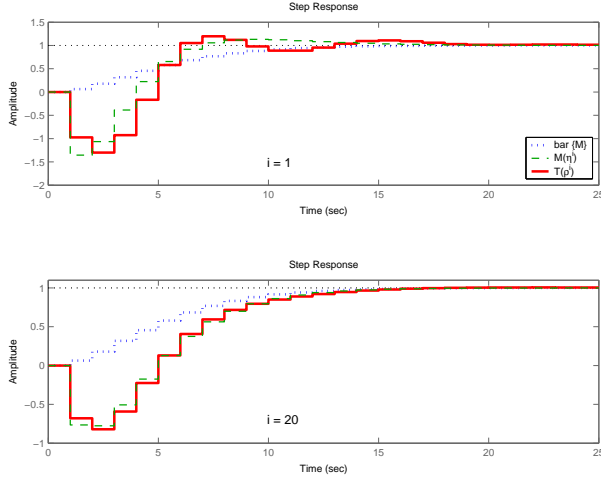 Step Response
1.5
1
0.5
0
−0.5
−1
−1.5
−2
Amplitude
i = 1
bar {M}
M(η^i)
T(ρ^i)
0 5 10 15 20 25
Time (sec)
Step Response
1
0.5
0
−0.5
−1
Amplitude
i = 20
0 5 10 15 20 25
Time (sec)